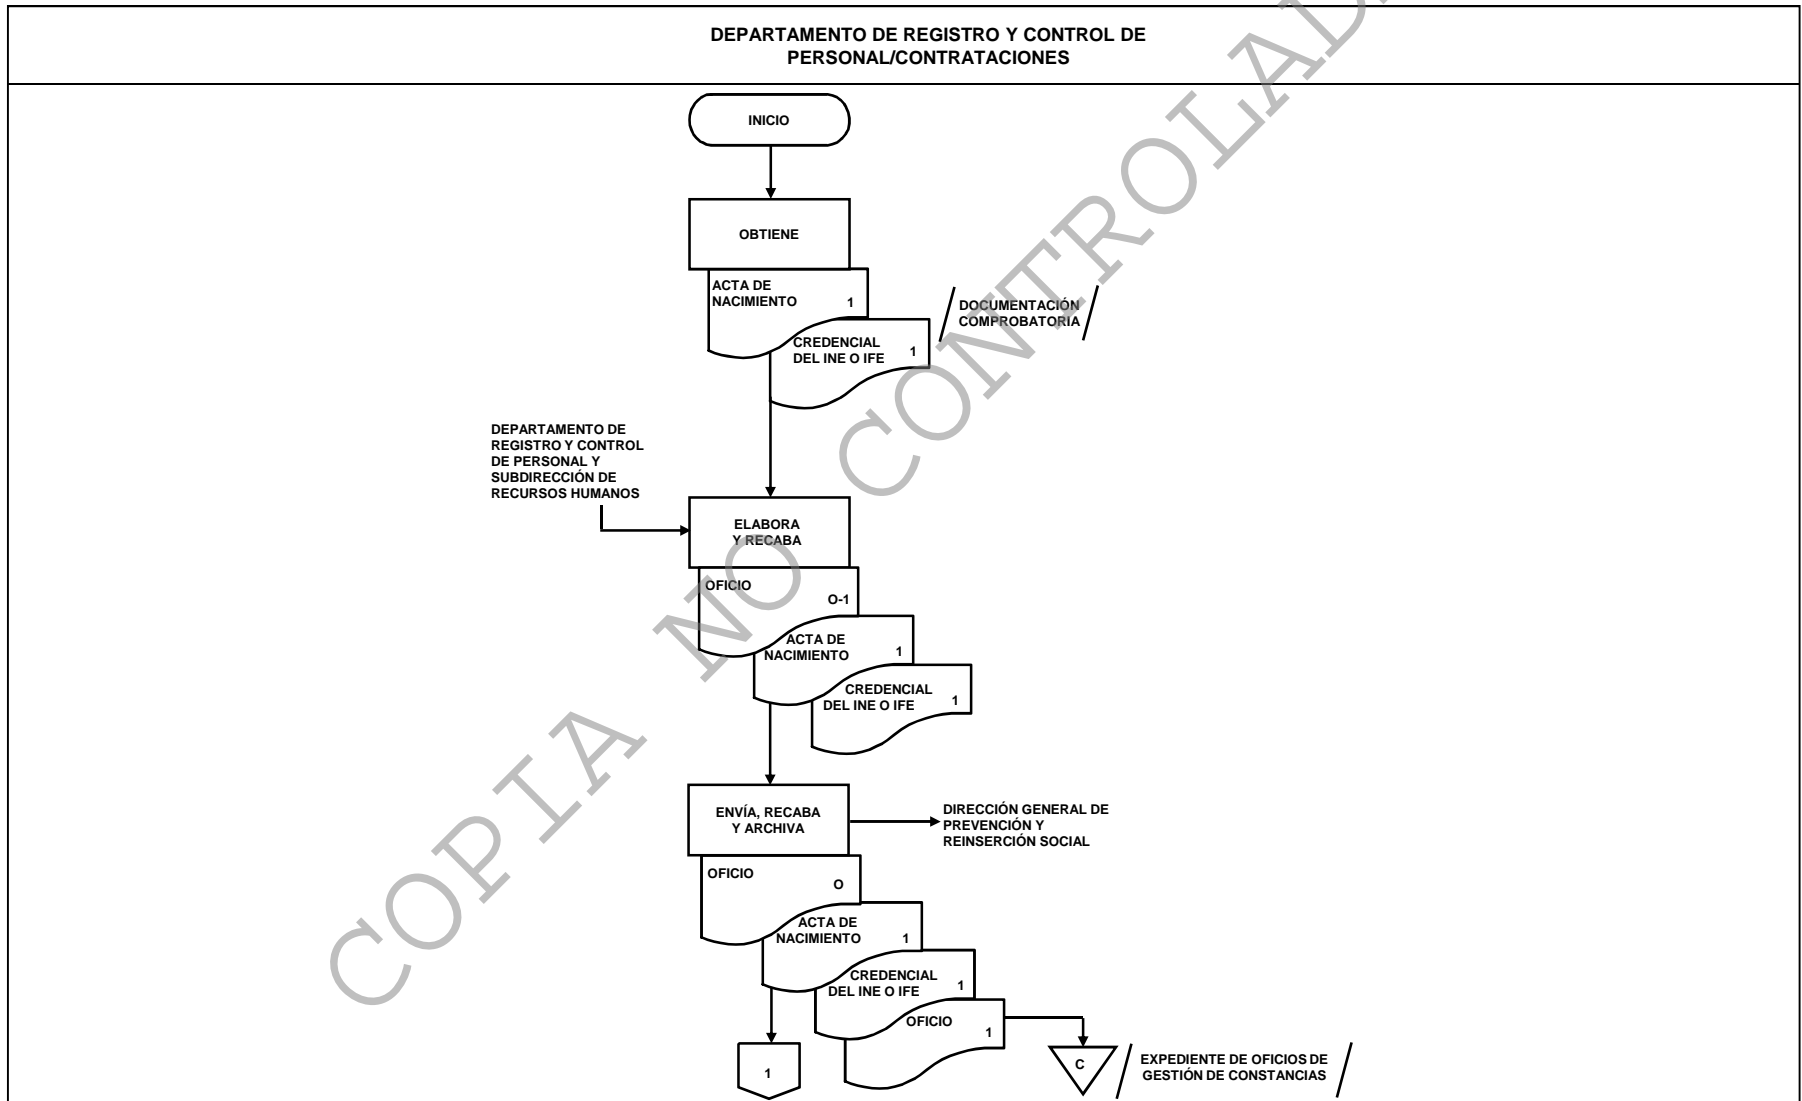 DEPARTAMENTO DE REGISTRO Y CONTROL DE
PERSONAL/CONTRATACIONES
INICIO
OBTIENE
ACTA DE
NACIMIENTO 1
CREDENCIAL
DEL INE O IFE 1
DOCUMENTACIÓN
COMPROBATORIA
DEPARTAMENTO DE
REGISTRO Y CONTROL
DE PERSONAL Y
SUBDIRECCIÓN DE
RECURSOS HUMANOS
ELABORA
Y RECABA
OFICIO
O-1
ACTA DE
NACIMIENTO 1
CREDENCIAL
DEL INE O IFE 1
ENVÍA, RECABA
Y ARCHIVA
DIRECCIÓN GENERAL DE
PREVENCIÓN Y
REINSERCIÓN SOCIAL
OFICIO
O
ACTA DE
NACIMIENTO 1
CREDENCIAL
DEL INE O IFE 1
OFICIO
1
1
C
EXPEDIENTE DE OFICIOS DE
GESTIÓN DE CONSTANCIAS
COPIA NO CONTROLAD